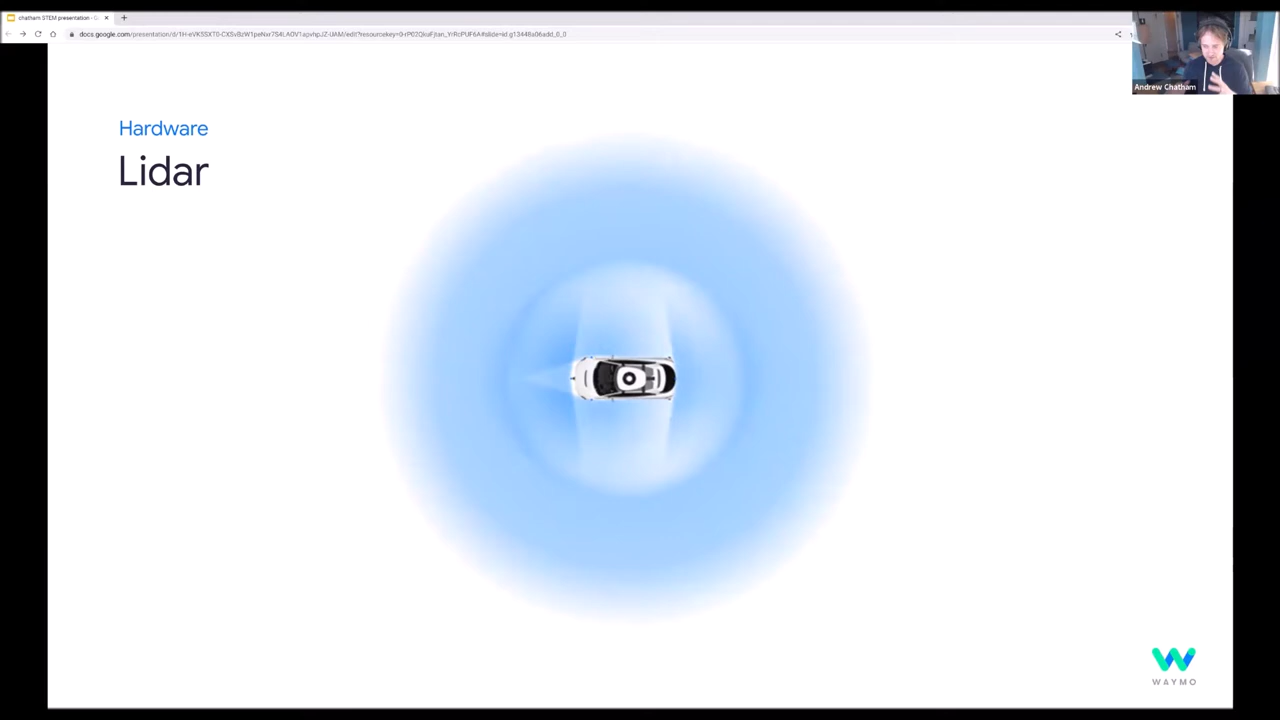 chatham STEM presentation - G
Andrew Chatham
Hardware
Lidar
WAYMO